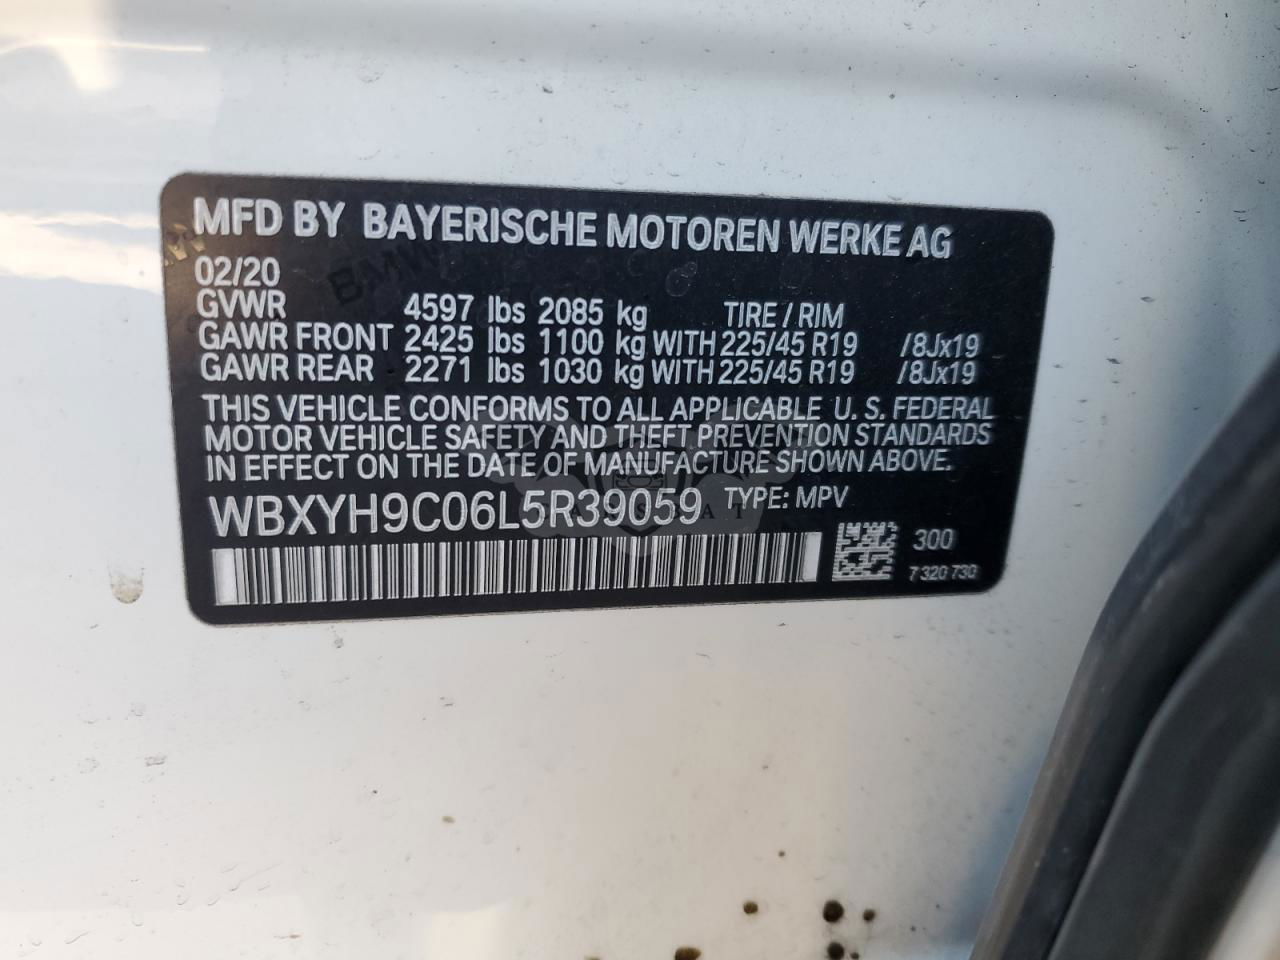 MFD BY BAYERISCHE MOTOREN WERKE AG
02/20
GVWR 4597 lbs 2085 kg TIRE / RIM
GAWR FRONT 2425 lbs 1100 kg WITH 225/45 R19 /8Jx19
GAWR REAR 2271 lbs 1030 kg WITH 225/45 R19 /8Jx19
THIS VEHICLE CONFORMS TO ALL APPLICABLE U. S. FEDERAL
MOTOR VEHICLE SAFETY AND THEFT PREVENTION STANDARDS
IN EFFECT ON THE DATE OF MANUFACTURE SHOWN ABOVE.
WBXYH9C06L5R39059 TYPE: MPV
300
7 320 730
BMW